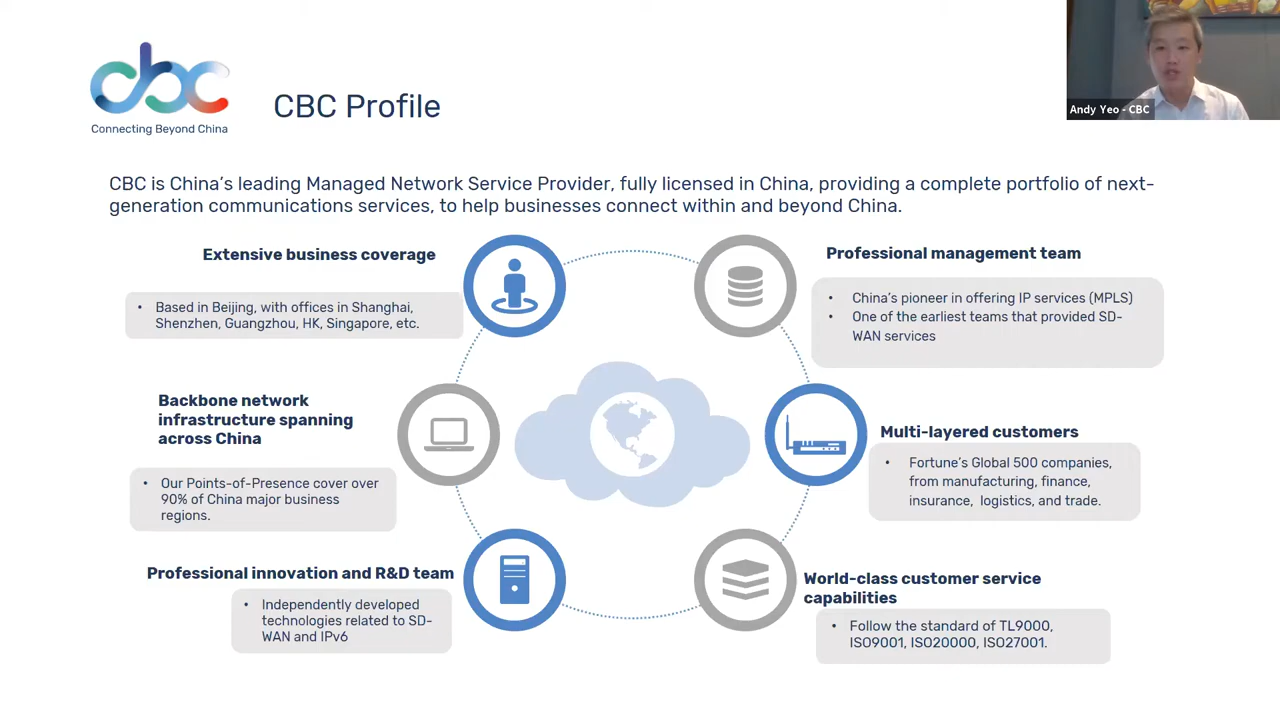 cbc
Connecting Beyond China
CBC Profile
Andy Yeo - CBC
CBC is China's leading Managed Network Service Provider, fully licensed in China, providing a complete portfolio of next-
generation communications services, to help businesses connect within and beyond China.
Extensive business coverage
• Based in Beijing, with offices in Shanghai,
Shenzhen, Guangzhou, HK, Singapore, etc.
Professional management team
• China's pioneer in offering IP services (MPLS)
• One of the earliest teams that provided SD-
WAN services
Backbone network
infrastructure spanning
across China
• Our Points-of-Presence cover over
90% of China major business
regions.
Multi-layered customers
• Fortune's Global 500 companies,
from manufacturing, finance,
insurance, logistics, and trade.
Professional innovation and R&D team
• Independently developed
technologies related to SD-
WAN and IPv6
World-class customer service
capabilities
• Follow the standard of TL9000,
ISO9001, ISO20000, ISO27001.